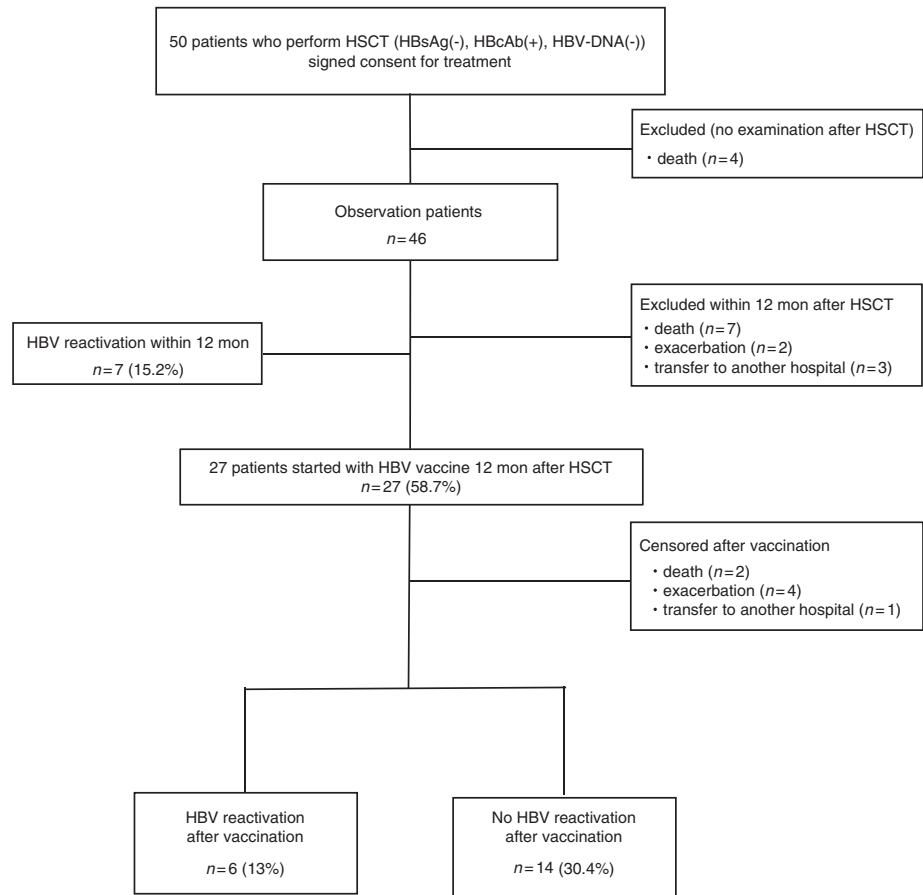 50 patients who perform HSCT (HBsAg(-), HBcAb(+), HBV-DNA(-))
signed consent for treatment
Excluded (no examination after HSCT)
・death (n=4)
Observation patients
n=46
Excluded within 12 mon after HSCT
・death (n=7)
・exacerbation (n=2)
・transfer to another hospital (n=3)
HBV reactivation within 12 mon
n=7 (15.2%)
27 patients started with HBV vaccine 12 mon after HSCT
n=27 (58.7%)
Censored after vaccination
・death (n=2)
・exacerbation (n=4)
・transfer to another hospital (n=1)
HBV reactivation
after vaccination
n=6 (13%)
No HBV reactivation
after vaccination
n=14 (30.4%)